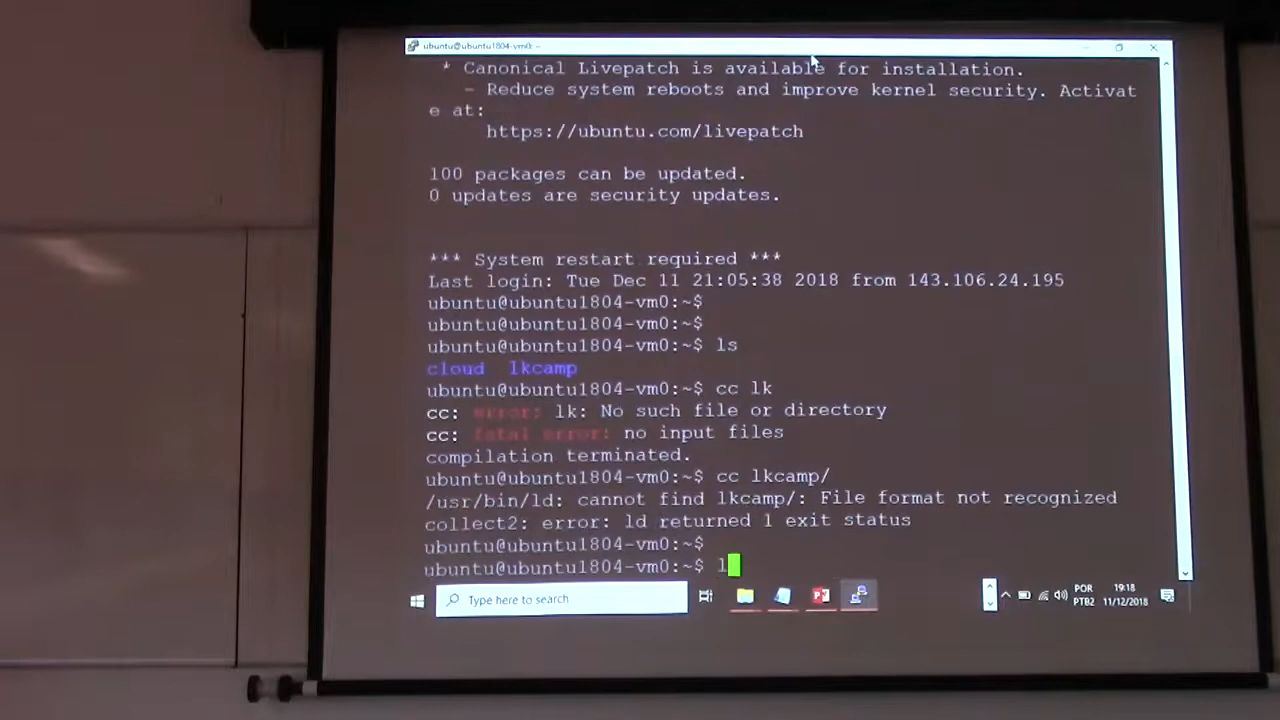 ubuntu@ubuntu1804-vm0: ~
* Canonical Livepatch is available for installation.
- Reduce system reboots and improve kernel security. Activat
e at:
https://ubuntu.com/livepatch
100 packages can be updated.
0 updates are security updates.
*** System restart required ***
Last login: Tue Dec 11 21:05:38 2018 from 143.106.24.195
ubuntu@ubuntu1804-vm0:~$
ubuntu@ubuntu1804-vm0:~$
ubuntu@ubuntu1804-vm0:~$ ls
cloud lkcamp
ubuntu@ubuntu1804-vm0:~$ cc lk
cc: error: lk: No such file or directory
cc: fatal error: no input files
compilation terminated.
ubuntu@ubuntu1804-vm0:~$ cc lkcamp/
/usr/bin/ld: cannot find lkcamp/: File format not recognized
collect2: error: ld returned 1 exit status
ubuntu@ubuntu1804-vm0:~$
ubuntu@ubuntu1804-vm0:~$ l
Type here to search
POR
PTB2
19:18
11/12/2018